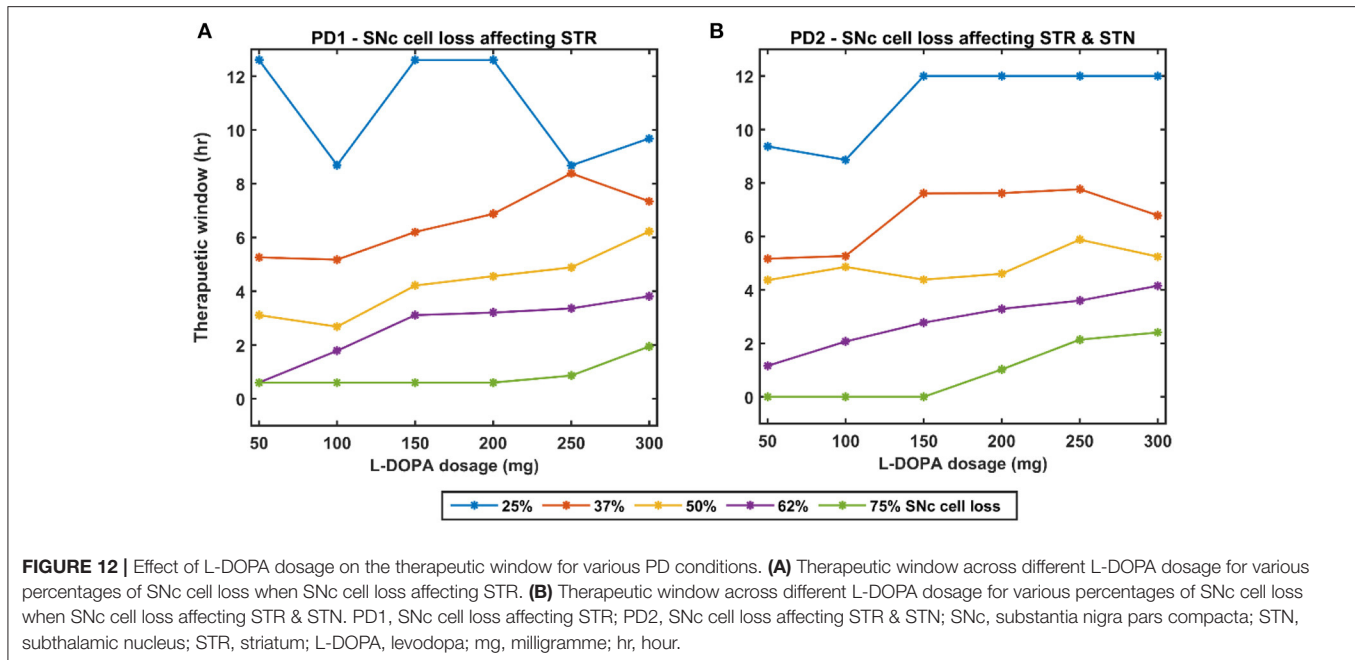 A
PD1 - SNc cell loss affecting STR
Therapuetic window (hr)
12
10
8
6
4
2
0
50 100 150 200 250 300
L-DOPA dosage (mg)
B
PD2 - SNc cell loss affecting STR & STN
12
10
8
6
4
2
0
50 100 150 200 250 300
L-DOPA dosage (mg)
25% 37% 50% 62% 75% SNc cell loss
FIGURE 12 | Effect of L-DOPA dosage on the therapeutic window for various PD conditions. (A) Therapeutic window across different L-DOPA dosage for various
percentages of SNc cell loss when SNc cell loss affecting STR. (B) Therapeutic window across different L-DOPA dosage for various percentages of SNc cell loss
when SNc cell loss affecting STR & STN. PD1, SNc cell loss affecting STR; PD2, SNc cell loss affecting STR & STN; SNc, substantia nigra pars compacta; STN,
subthalamic nucleus; STR, striatum; L-DOPA, levodopa; mg, milligramme; hr, hour.